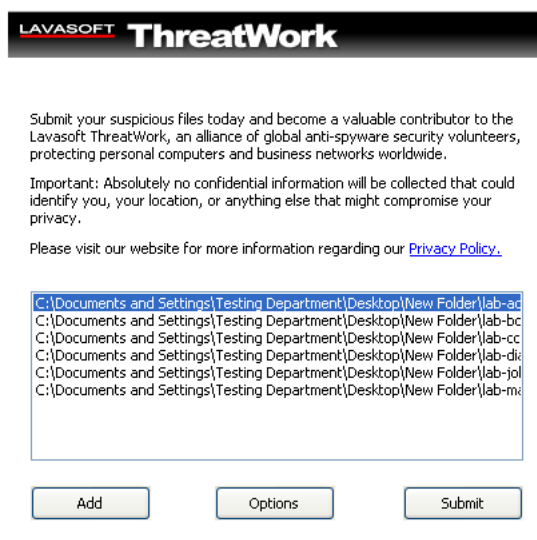 LAVASOFT ThreatWork
Submit your suspicious files today and become a valuable contributor to the
Lavasoft ThreatWork, an alliance of global anti-spyware security volunteers,
protecting personal computers and business networks worldwide.
Important: Absolutely no confidential information will be collected that could
identify you, your location, or anything else that might compromise your
privacy.
Please visit our website for more information regarding our Privacy Policy.
C:\Documents and Settings\Testing Department\Desktop\New Folder\lab-ad
C:\Documents and Settings\Testing Department\Desktop\New Folder\lab-bo
C:\Documents and Settings\Testing Department\Desktop\New Folder\lab-cc
C:\Documents and Settings\Testing Department\Desktop\New Folder\lab-dia
C:\Documents and Settings\Testing Department\Desktop\New Folder\lab-jol
C:\Documents and Settings\Testing Department\Desktop\New Folder\lab-ma
Add Options Submit